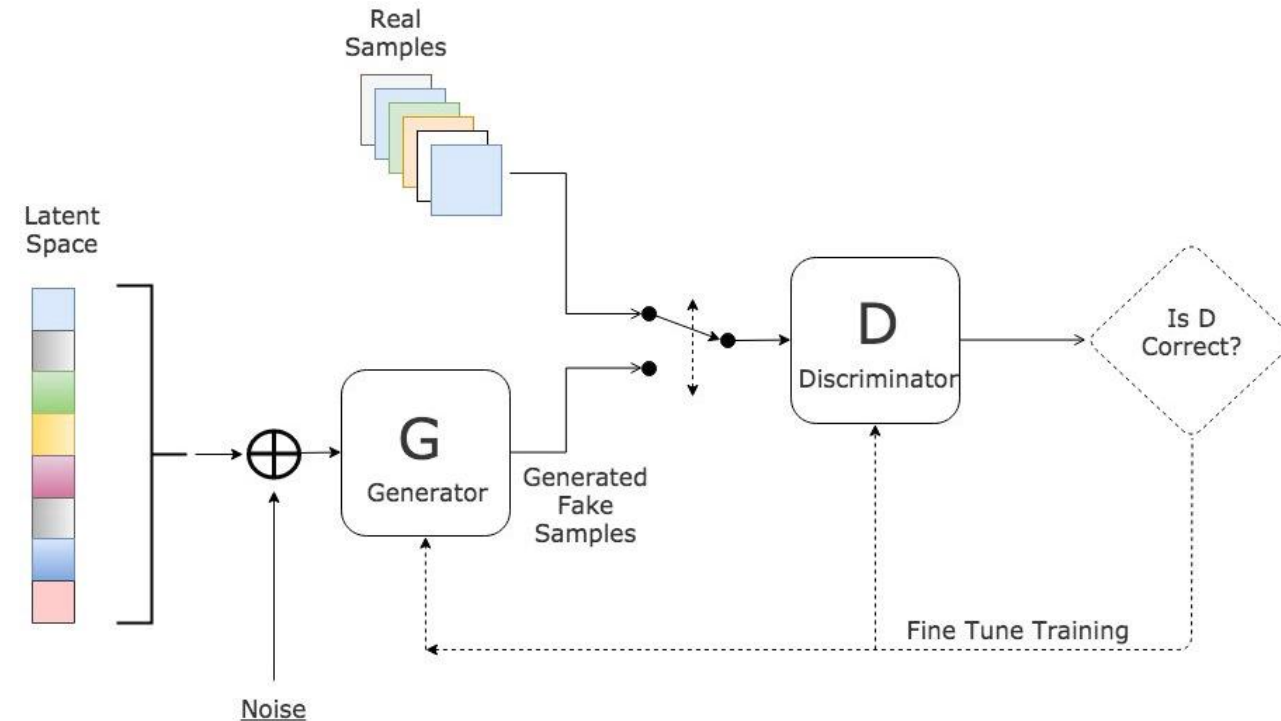 Real
Samples
Latent
Space
Is D
Correct?
D
Discriminator
G
Generator
Generated
Fake
Samples
Fine Tune Training
Noise